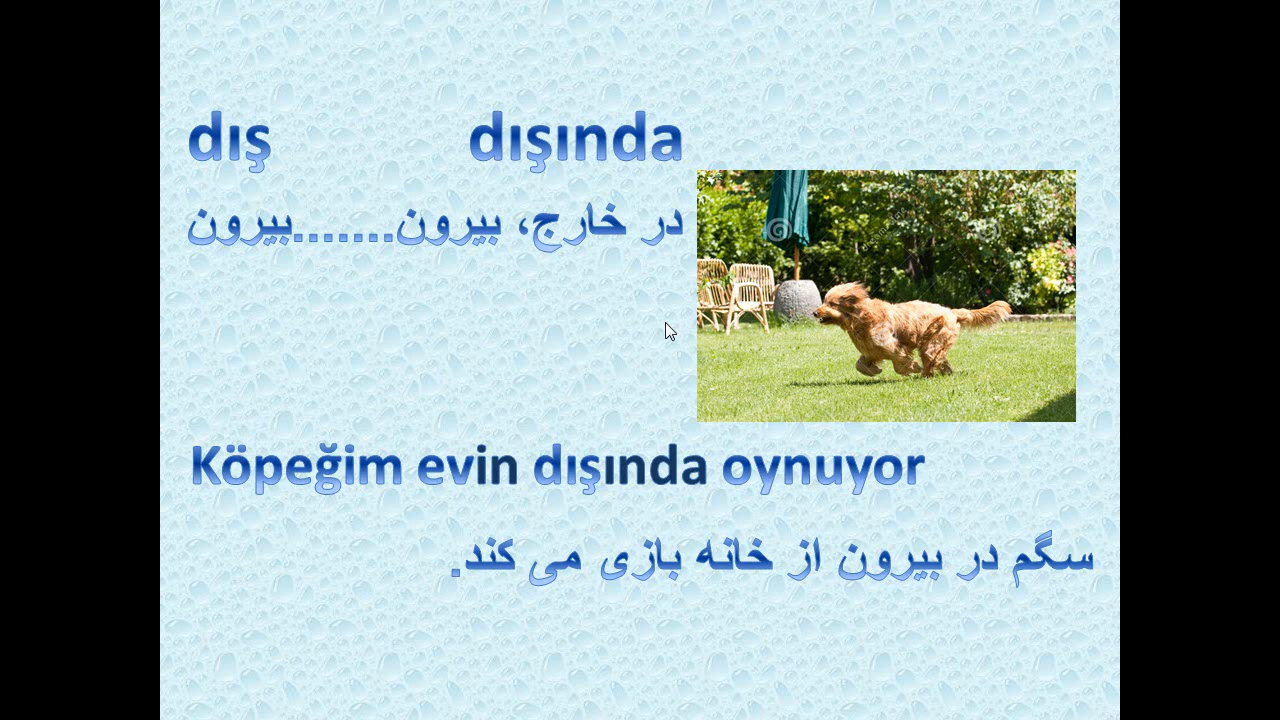 dış dışında
در خارج، بیرون.......بیرون
Köpeğim evin dışında oynuyor
سگم در بیرون از خانه بازی می کند.